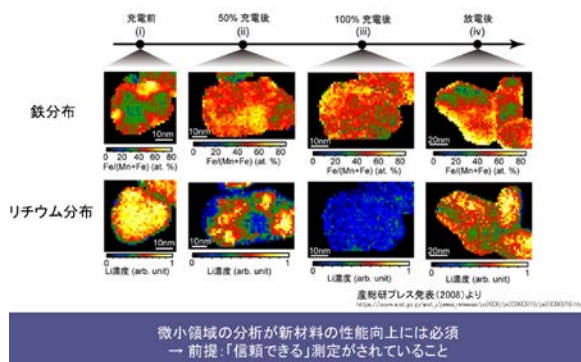 充電前
(i)
50% 充電後
(ii)
100% 充電後
(iii)
放電後
(iv)
鉄分布
10nm
10nm
10nm
20nm
0 20 40 60 80
Fe/(Mn+Fe) (at. %)
0 20 40 60 80
Fe/(Mn+Fe) (at. %)
0 20 40 60 80
Fe/(Mn+Fe) (at. %)
0 20 40 60 80
Fe/(Mn+Fe) (at. %)
リチウム分布
10nm
10nm
10nm
20nm
0 1
Li濃度 (arb. unit)
0 1
Li濃度 (arb. unit)
0 1
Li濃度 (arb. unit)
0 1
Li濃度 (arb. unit)
産総研プレス発表(2008)より
微小領域の分析が新材料の性能向上には必須
→ 前提:「信頼できる」測定がされていること